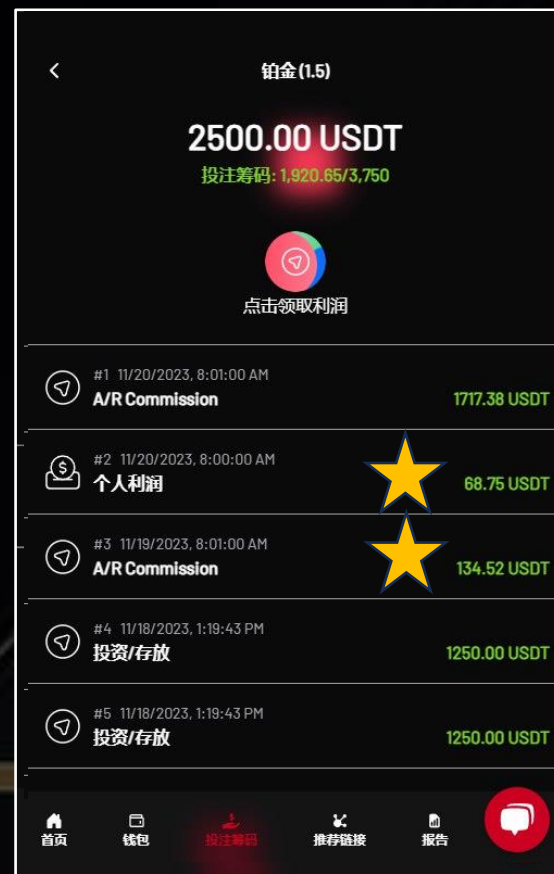 铂金(1.5)
2500.00 USDT
投注筹码: 1,920.65/3,750
点击领取利润
#1 11/20/2023, 8:01:00 AM
A/R Commission 1717.38 USDT
#2 11/20/2023, 8:00:00 AM
个人利润 68.75 USDT
#3 11/19/2023, 8:01:00 AM
A/R Commission 134.52 USDT
#4 11/18/2023, 1:19:43 PM
投资/存放 1250.00 USDT
#5 11/18/2023, 1:19:43 PM
投资/存放 1250.00 USDT
首页 钱包 投注筹码 推荐链接 报告